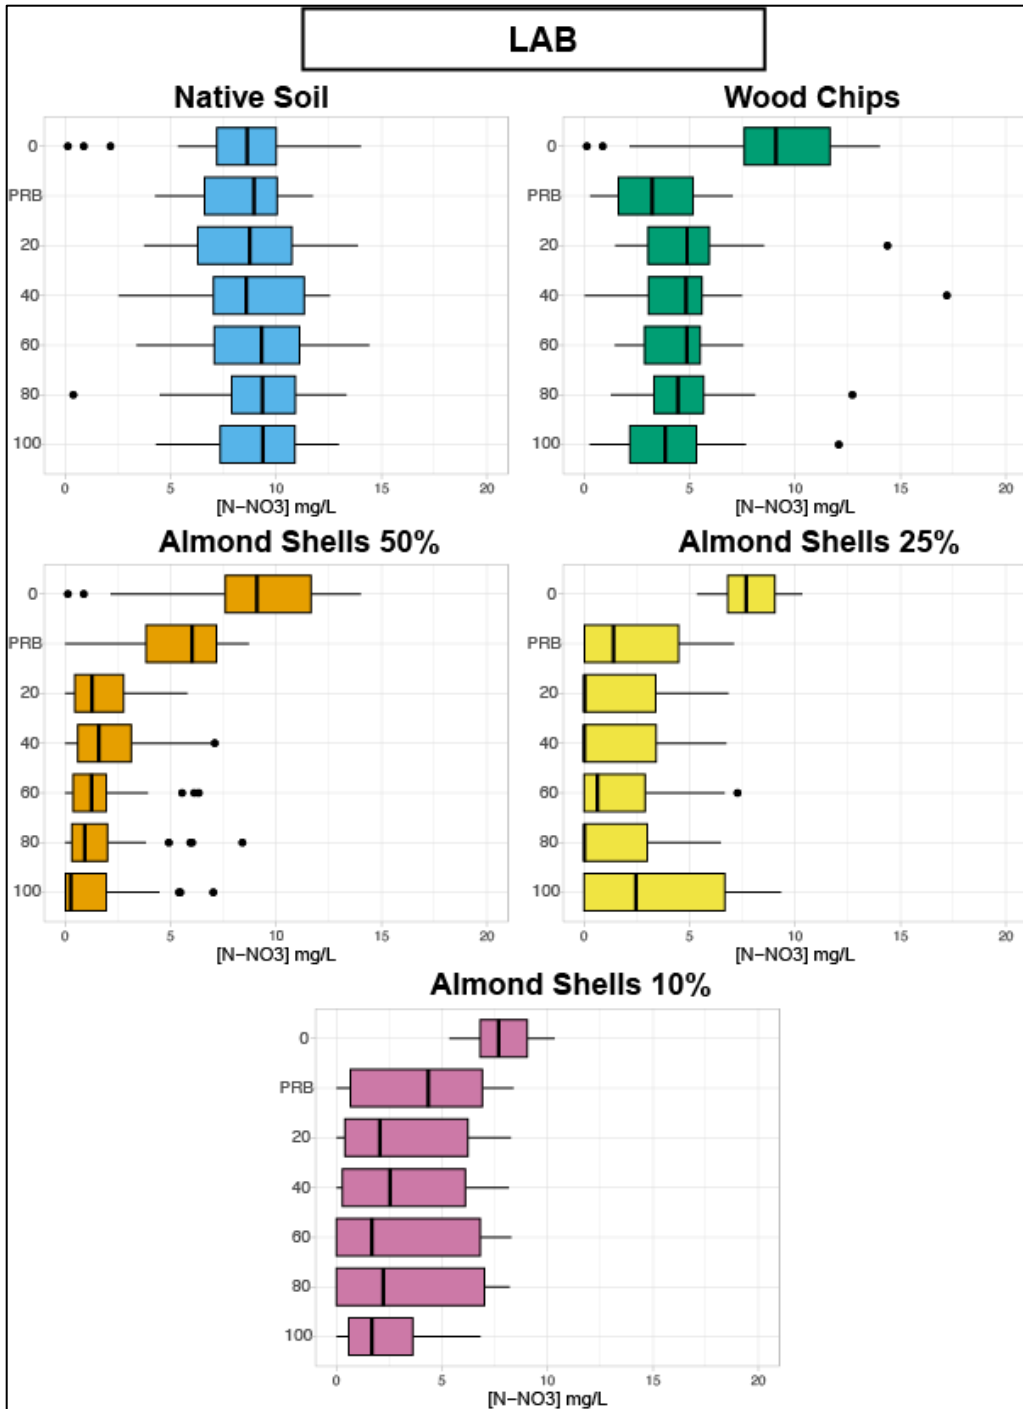 LAB
Native Soil
0
PRB
20
40
60
80
100
0 5 10 15 20
[N-NO3] mg/L
Wood Chips
0
PRB
20
40
60
80
100
0 5 10 15 20
[N-NO3] mg/L
Almond Shells 50%
0
PRB
20
40
60
80
100
0 5 10 15 20
[N-NO3] mg/L
Almond Shells 25%
0
PRB
20
40
60
80
100
0 5 10 15 20
[N-NO3] mg/L
Almond Shells 10%
0
PRB
20
40
60
80
100
0 5 10 15 20
[N-NO3] mg/L